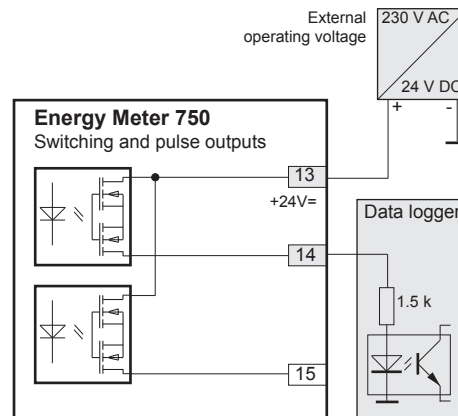 External
operating voltage
230 V AC
24 V DC
+ -
Energy Meter 750
Switching and pulse outputs
13
+24V=
Data logger
14
1.5 k
15